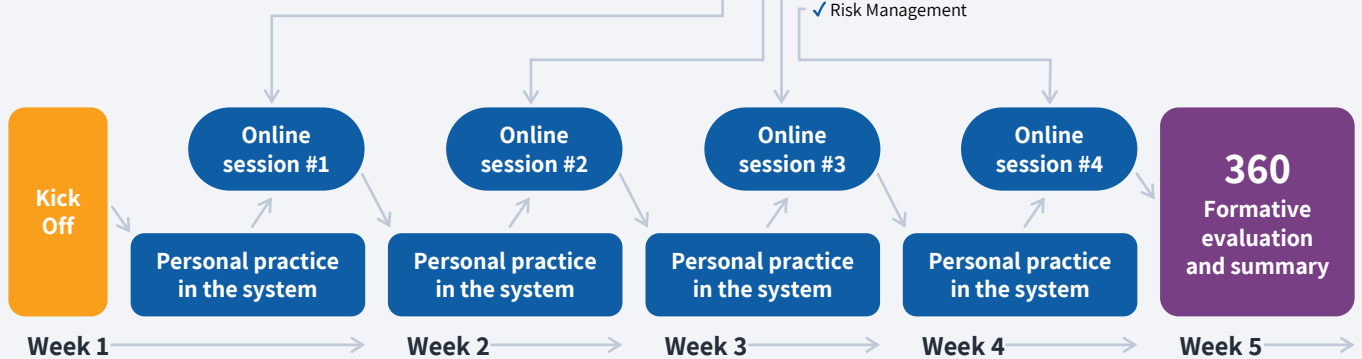 ✓ Risk Management
Kick
Off
Online
session #1
Online
session #2
Online
session #3
Online
session #4
Personal practice
in the system
Personal practice
in the system
Personal practice
in the system
Personal practice
in the system
360
Formative
evaluation
and summary
Week 1
Week 2
Week 3
Week 4
Week 5